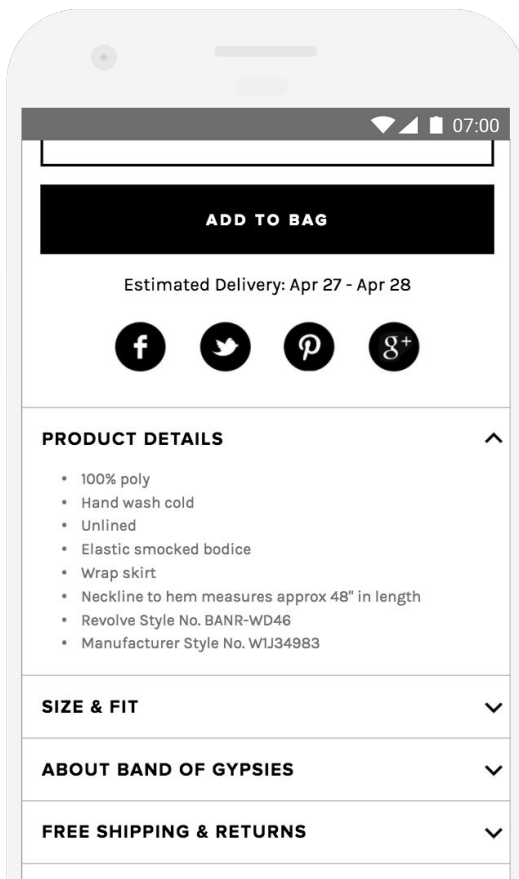 07:00
ADD TO BAG
Estimated Delivery: Apr 27 - Apr 28
f
g+
PRODUCT DETAILS
• 100% poly
• Hand wash cold
• Unlined
• Elastic smocked bodice
• Wrap skirt
• Neckline to hem measures approx 48" in length
• Revolve Style No. BANR-WD46
• Manufacturer Style No. W1J34983
SIZE & FIT
ABOUT BAND OF GYPSIES
FREE SHIPPING & RETURNS